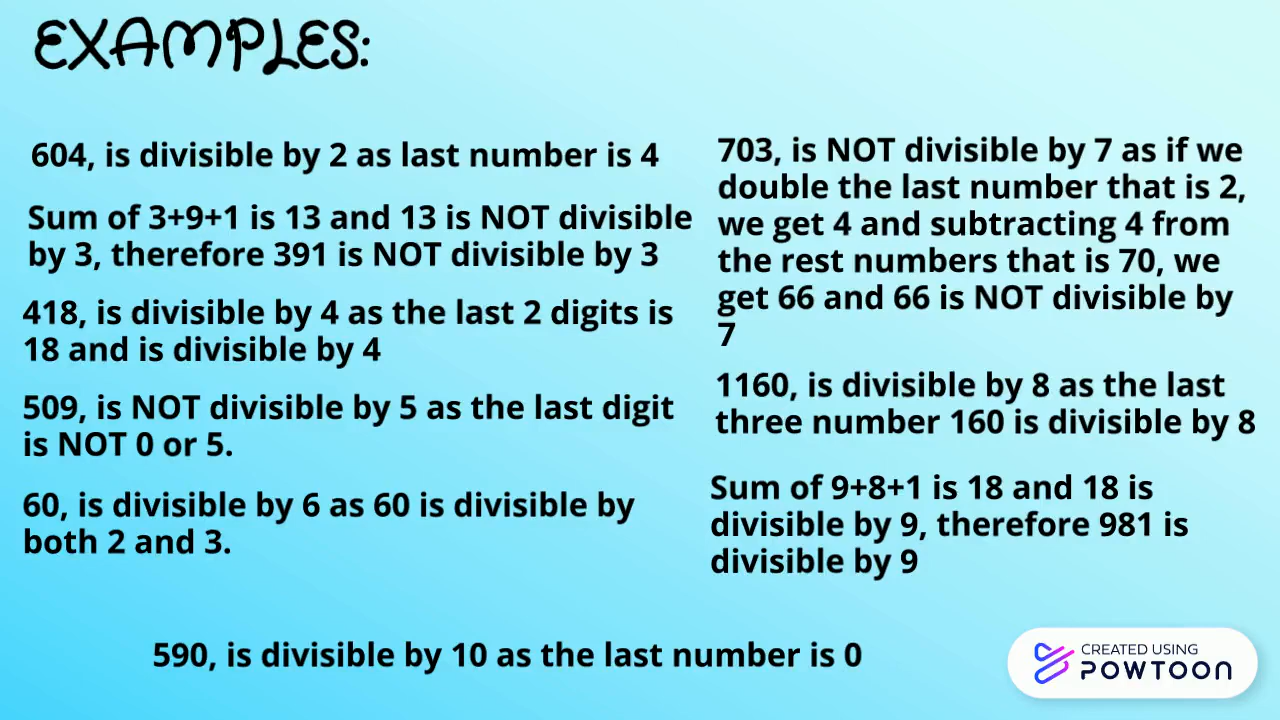 EXAMPLES:
604, is divisible by 2 as last number is 4
Sum of 3+9+1 is 13 and 13 is NOT divisible
by 3, therefore 391 is NOT divisible by 3
418, is divisible by 4 as the last 2 digits is
18 and is divisible by 4
509, is NOT divisible by 5 as the last digit
is NOT 0 or 5.
60, is divisible by 6 as 60 is divisible by
both 2 and 3.
703, is NOT divisible by 7 as if we
double the last number that is 2,
we get 4 and subtracting 4 from
the rest numbers that is 70, we
get 66 and 66 is NOT divisible by
7
1160, is divisible by 8 as the last
three number 160 is divisible by 8
Sum of 9+8+1 is 18 and 18 is
divisible by 9, therefore 981 is
divisible by 9
590, is divisible by 10 as the last number is 0
CREATED USING
POWTOON